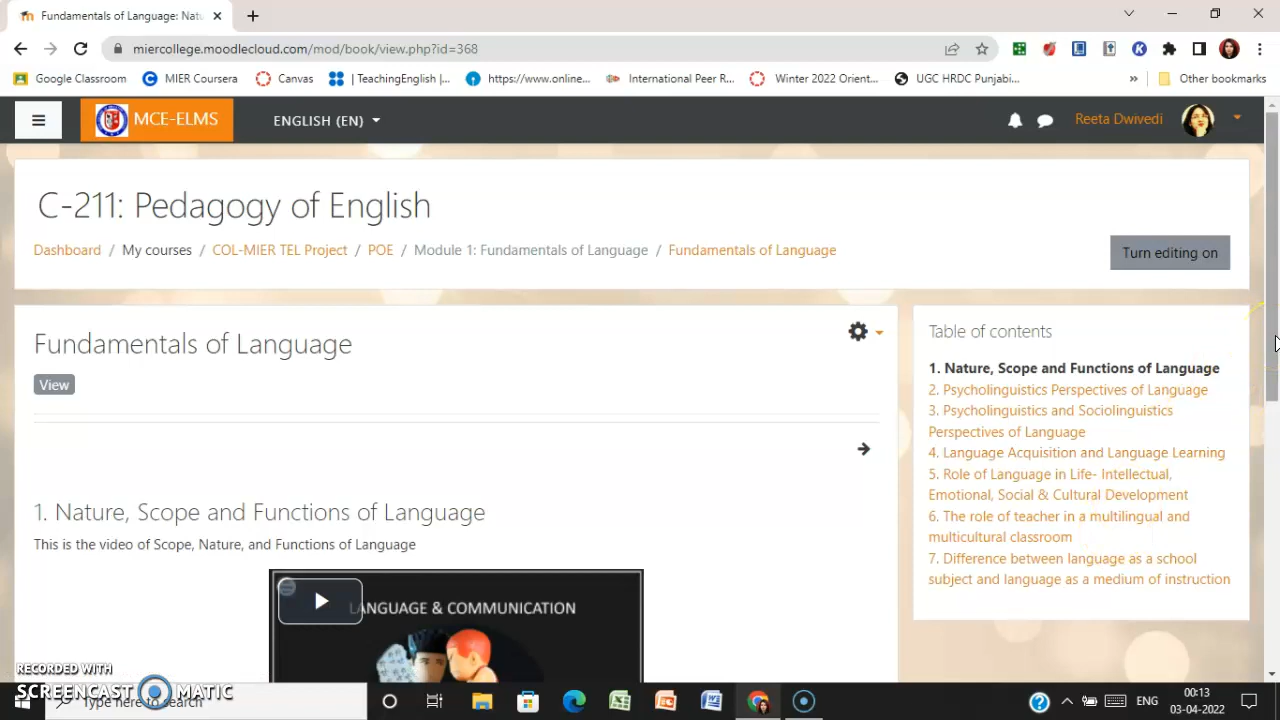 Fundamentals of Language: Natu
miercollege.moodlecloud.com/mod/book/view.php?id=368
Google Classroom MIER Coursera Canvas | TeachingEnglish |... https://www.online... International Peer R... Winter 2022 Orient... UGC HRDC Punjabi... » Other bookmarks
MCE-ELMS ENGLISH (EN) Reeta Dwivedi
C-211: Pedagogy of English
Dashboard / My courses / COL-MIER TEL Project / POE / Module 1: Fundamentals of Language / Fundamentals of Language
Turn editing on
Fundamentals of Language
View
1. Nature, Scope and Functions of Language
This is the video of Scope, Nature, and Functions of Language
LANGUAGE & COMMUNICATION
Table of contents
1. Nature, Scope and Functions of Language
2. Psycholinguistics Perspectives of Language
3. Psycholinguistics and Sociolinguistics
Perspectives of Language
4. Language Acquisition and Language Learning
5. Role of Language in Life- Intellectual,
Emotional, Social & Cultural Development
6. The role of teacher in a multilingual and
multicultural classroom
7. Difference between language as a school
subject and language as a medium of instruction
RECORDED WITH
SCREENCAST MATIC
Type here to search
ENG
00:13
03-04-2022